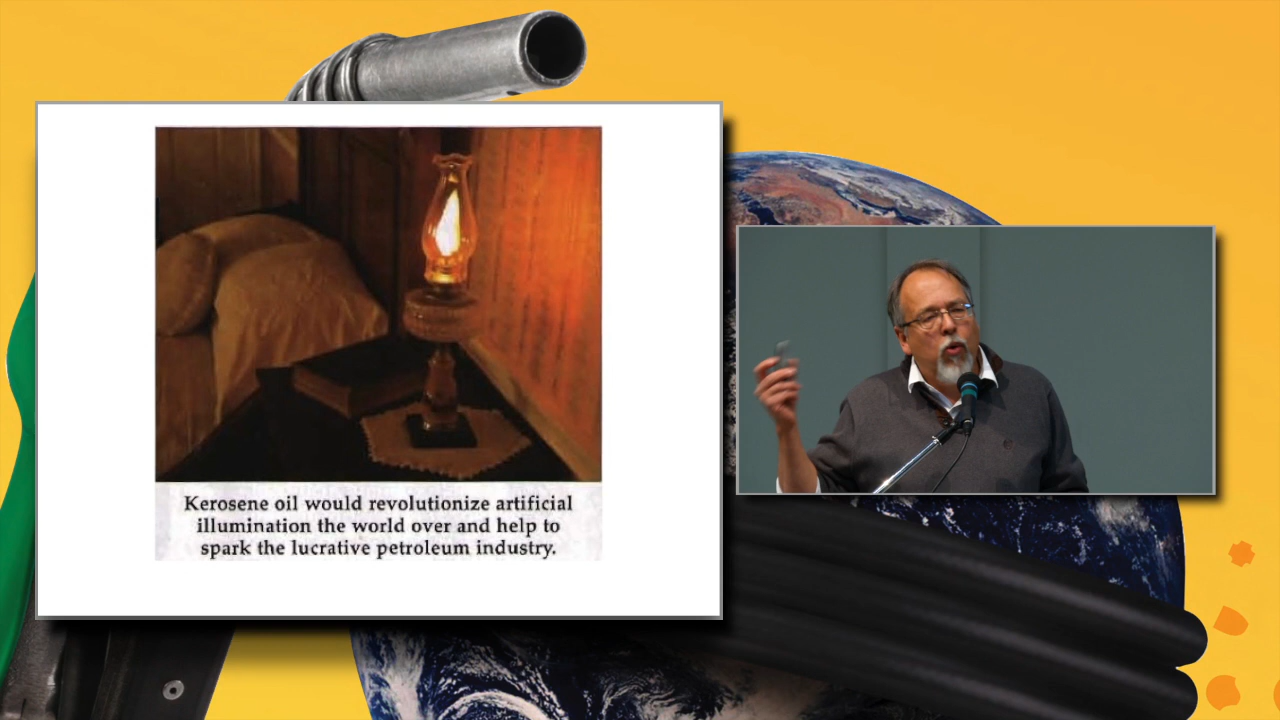 Kerosene oil would revolutionize artificial
illumination the world over and help to
spark the lucrative petroleum industry.